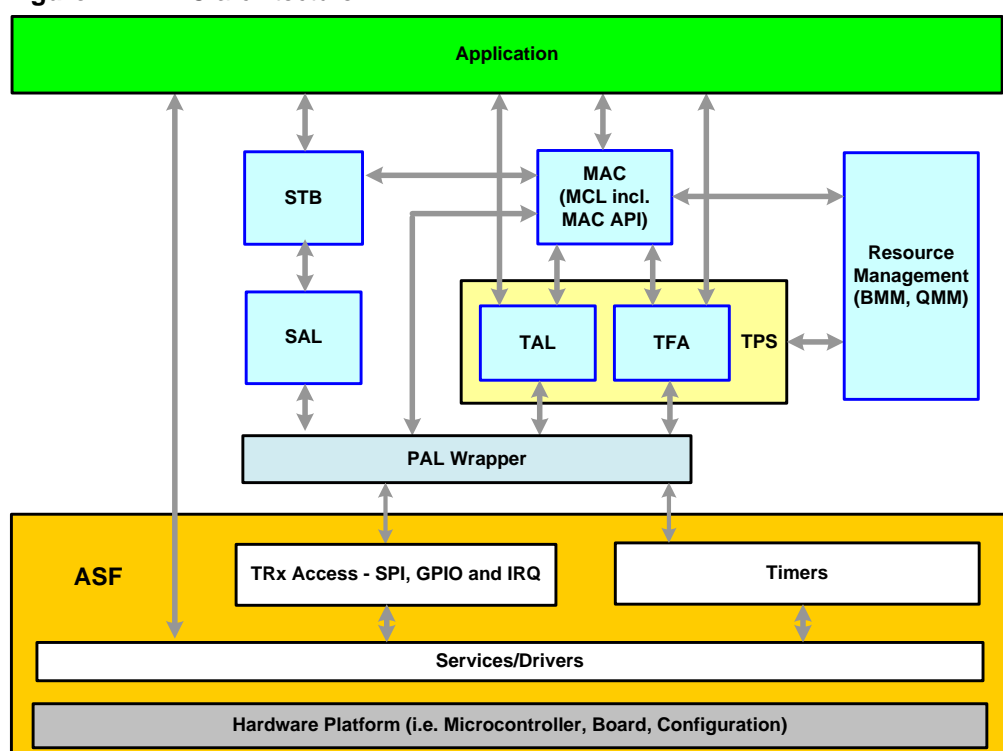 Application
STB
MAC
(MCL incl.
MAC API)
Resource
Management
(BMM, QMM)
SAL
TAL
TFA
TPS
PAL Wrapper
ASF
TRx Access - SPI, GPIO and IRQ
Timers
Services/Drivers
Hardware Platform (i.e. Microcontroller, Board, Configuration)